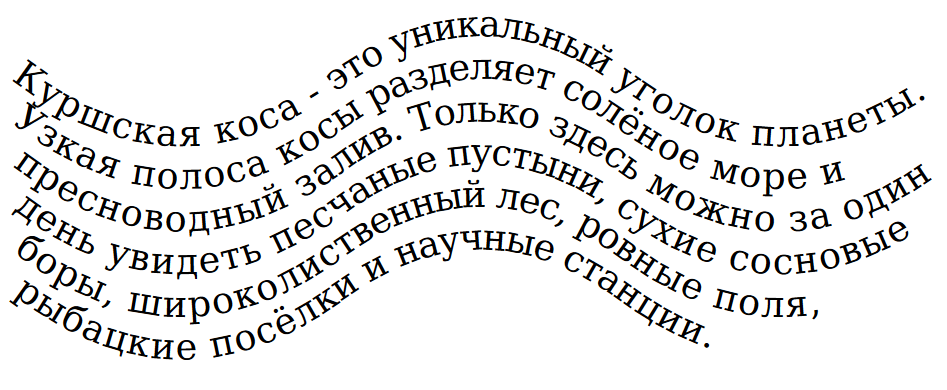 Куршская коса - это уникальный уголок планеты.
Узкая полоса косы разделяет солёное море и
пресноводный залив. Только здесь можно за один
день увидеть песчаные пустыни, сухие сосновые
боры, широколиственный лес, ровные поля,
рыбацкие посёлки и научные станции.